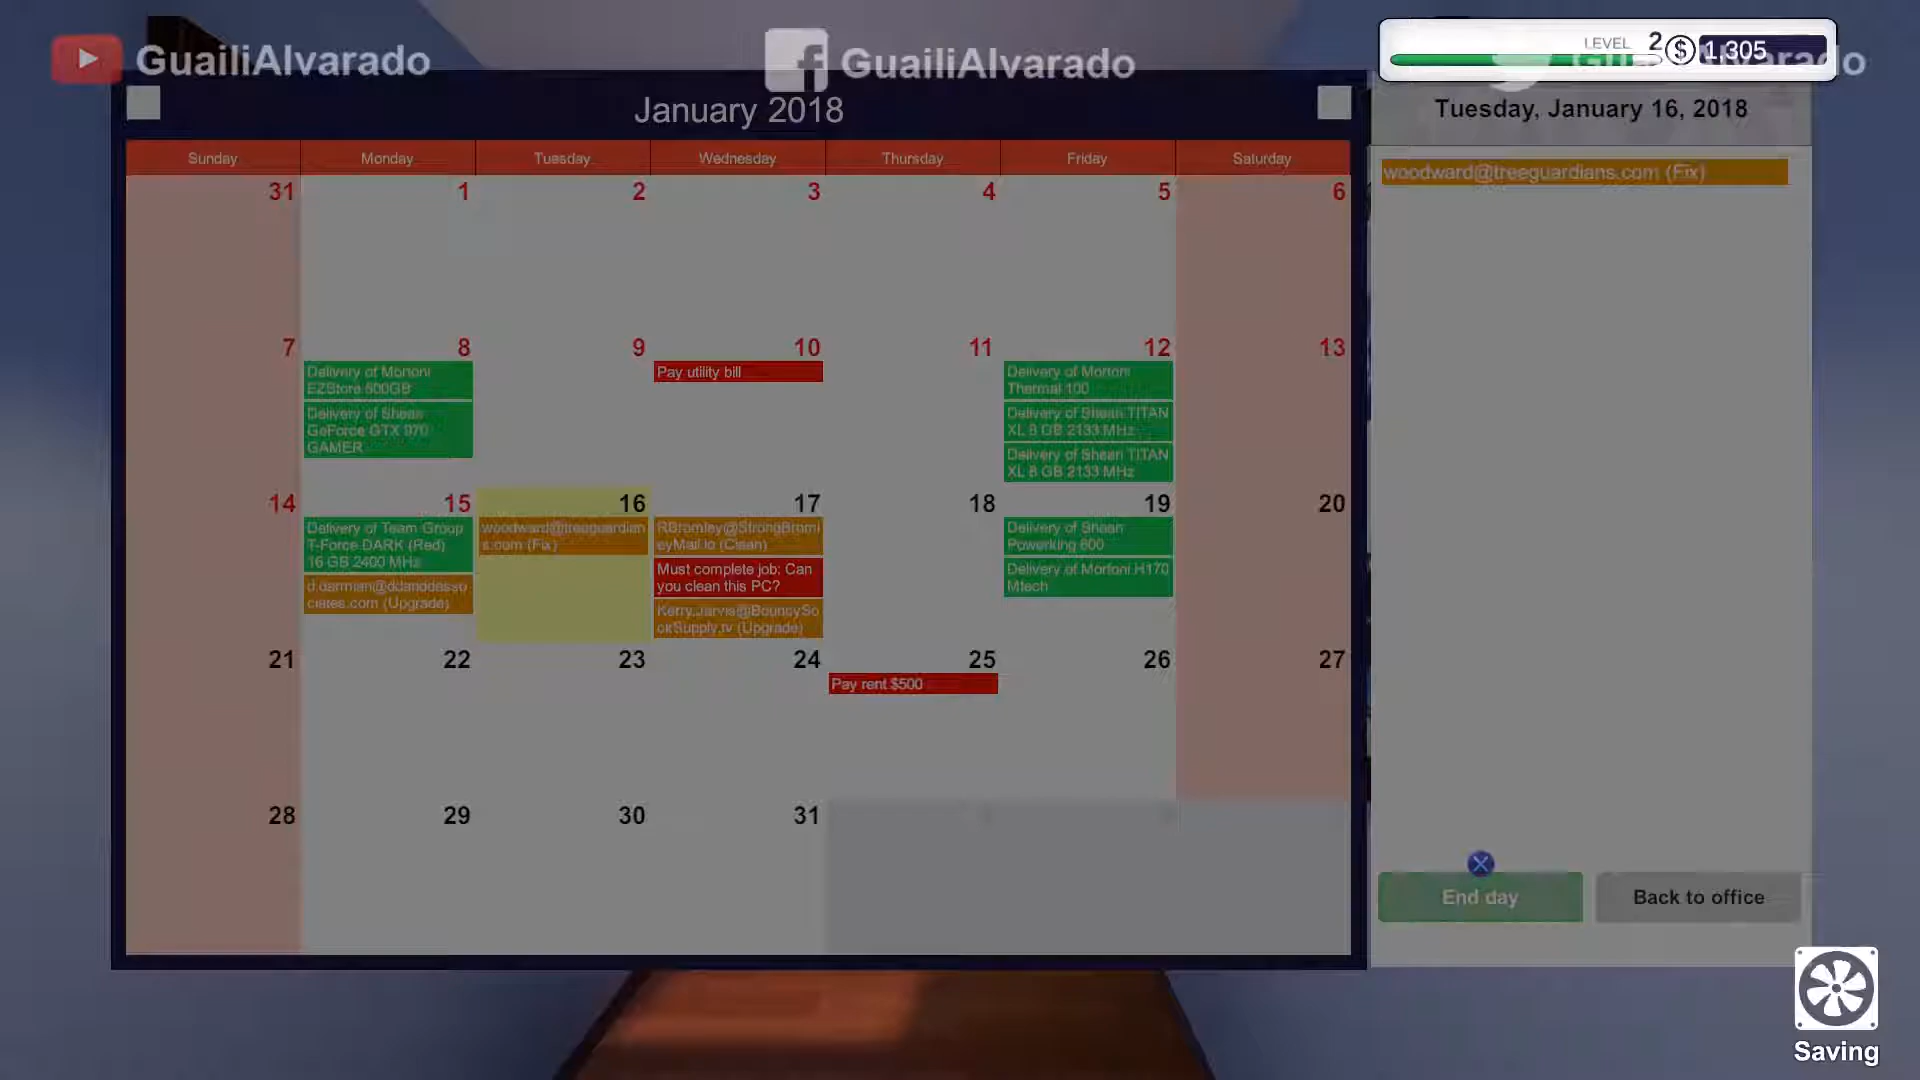 GuailiAlvarado
GuailiAlvarado
LEVEL 2
$ 1,305
January 2018
Tuesday, January 16, 2018
Sunday Monday Tuesday Wednesday Thursday Friday Saturday
woodward@treeguardians.com (Fix)
31 1 2 3 4 5 6
7 8 9 10 11 12 13
Delivery of Mortoni
EZStore 500GB
Delivery of Shean
GeForce GTX 970
GAMER
Pay utility bill
Delivery of Mortoni
Thermal 100
Delivery of Shean TITAN
XL 8 GB 2133 MHz
Delivery of Shean TITAN
XL 8 GB 2133 MHz
14 15 16 17 18 19 20
Delivery of Team Group
T-Force DARK (Red)
16 GB 2400 MHz
(Upgrade)
woodward@treeguardian
s.com (Fix)
RBramley@StrongBraml
eyMail.io (Clean)
Must complete job: Can
you clean this PC?
Kerry.Jarvis@BouncySo
ckSupply.tv (Upgrade)
Delivery of Shean
Powerking 600
Delivery of Mortoni H170
Mtech
21 22 23 24 25 26 27
Pay rent $500
28 29 30 31
End day
Back to office
Saving